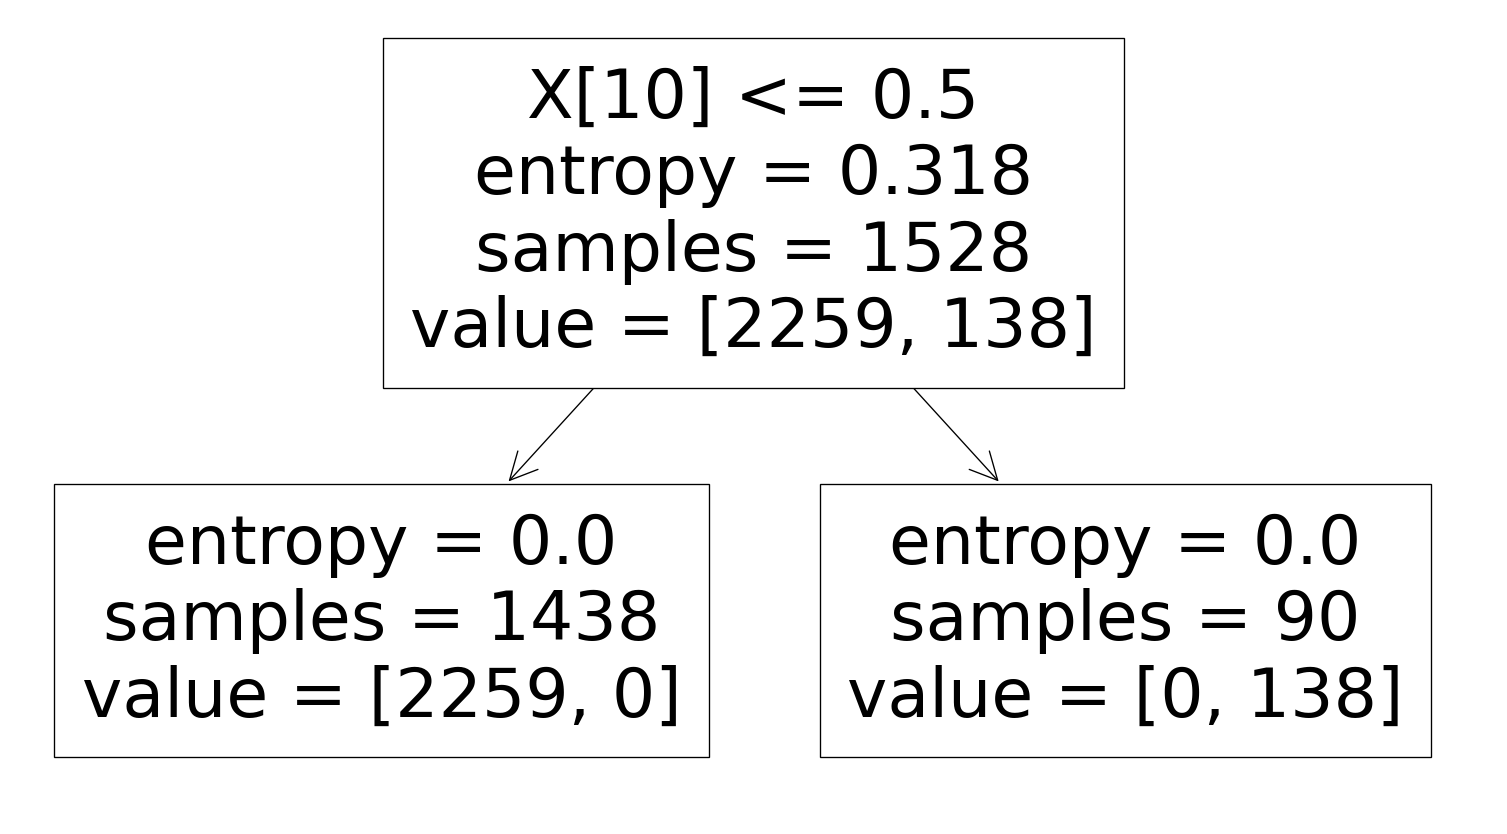 X[10] <= 0.5
entropy = 0.318
samples = 1528
value = [2259, 138]
entropy = 0.0
samples = 1438
value = [2259, 0]
entropy = 0.0
samples = 90
value = [0, 138]